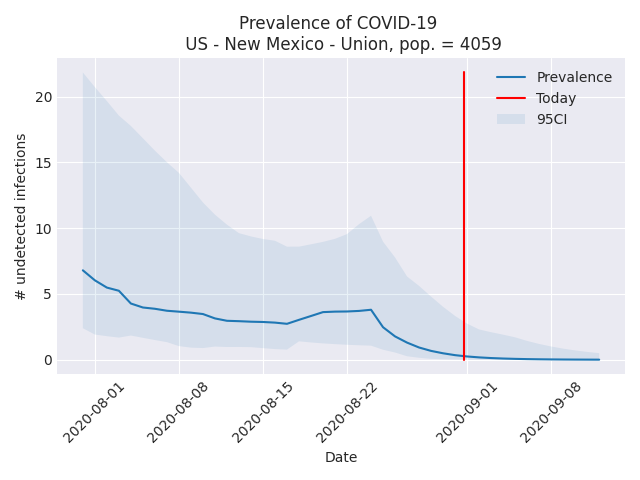 Prevalence of COVID-19
US - New Mexico - Union, pop. = 4059
Prevalence
Today
95CI
# undetected infections
20
15
10
5
0
2020-08-01
2020-08-08
2020-08-15
2020-08-22
2020-09-01
2020-09-08
Date